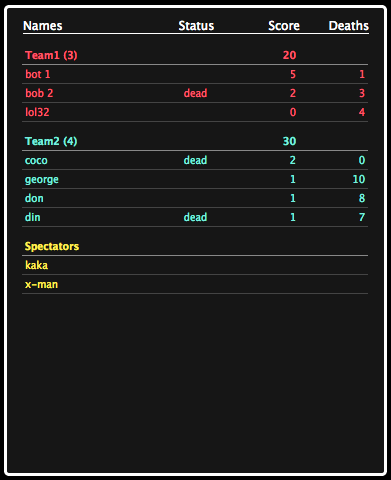 Names Status Score Deaths
Team1 (3) 20
bot 1 5 1
bob 2 dead 2 3
lol32 0 4
Team2 (4) 30
coco dead 2 0
george 1 10
don 1 8
din dead 1 7
Spectators
kaka
x-man